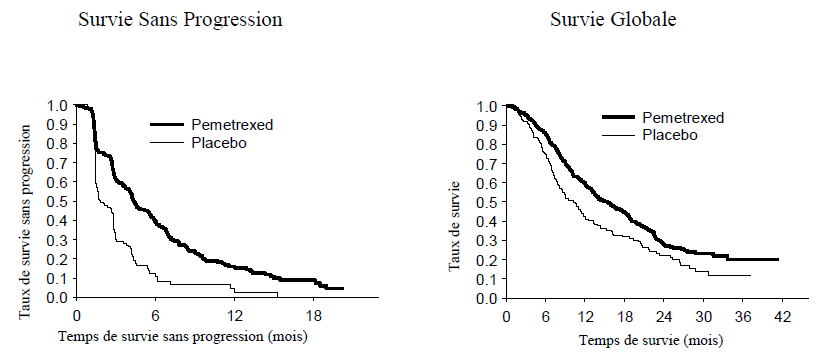 Survie Sans Progression
Taux de survie sans progression
1.0
0.9
0.8
0.7
0.6
0.5
0.4
0.3
0.2
0.1
0.0
Pemetrexed
Placebo
0 6 12 18
Temps de survie sans progression (mois)
Survie Globale
Taux de survie
1.0
0.9
0.8
0.7
0.6
0.5
0.4
0.3
0.2
0.1
0.0
Pemetrexed
Placebo
0 6 12 18 24 30 36 42
Temps de survie (mois)